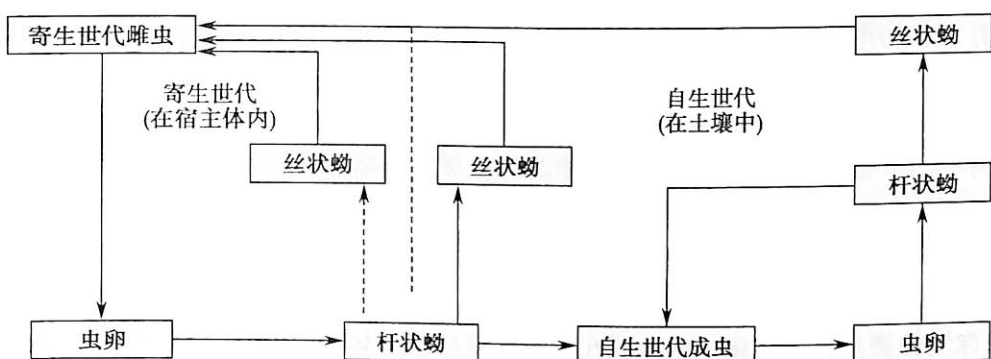 寄生世代雌虫
丝状蚴
寄生世代
(在宿主体内)
自生世代
(在土壤中)
丝状蚴
丝状蚴
杆状蚴
虫卵
杆状蚴
自生世代成虫
虫卵